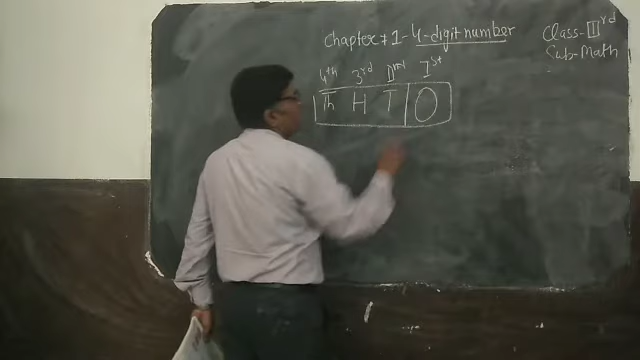 Chapter # 1 - 4-digit number
Class - IIIrd
Sub - Math
4th 3rd IInd Ist
Th H T O